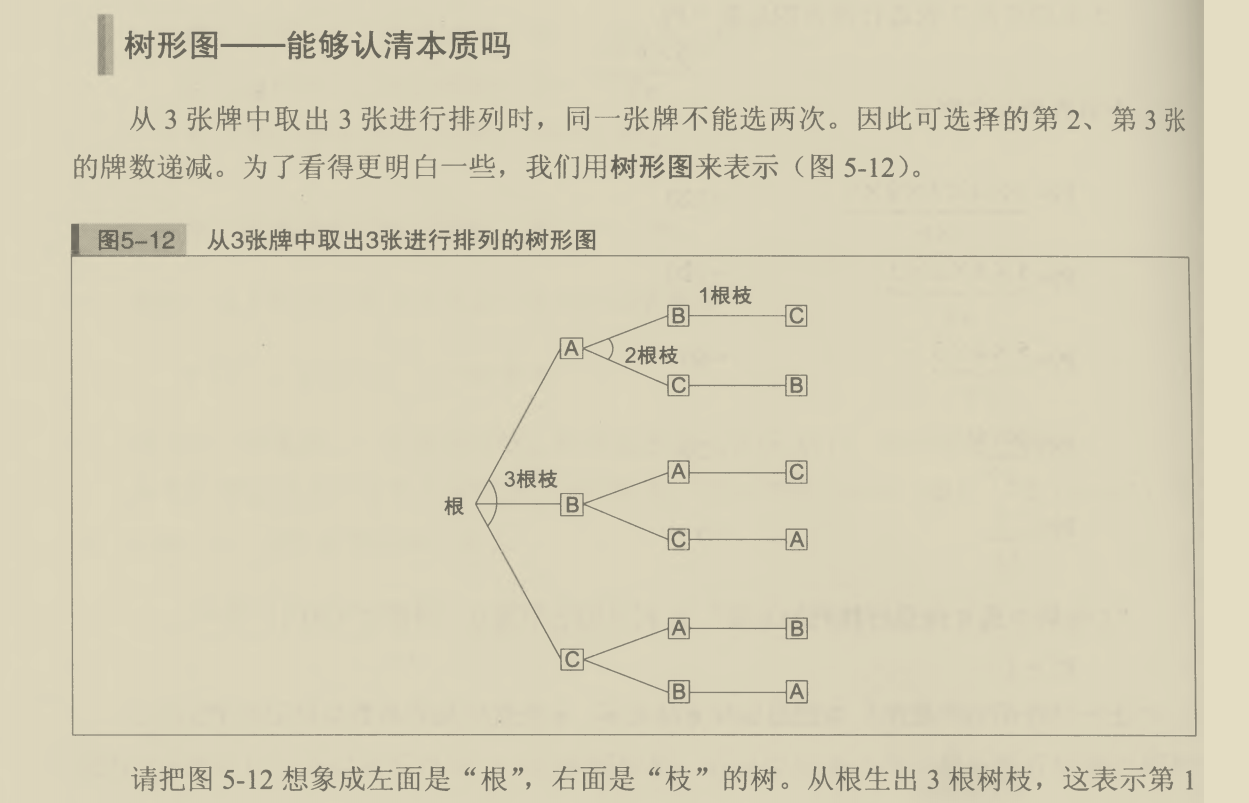 树形图——能够认清本质吗
从 3 张牌中取出 3 张进行排列时，同一张牌不能选两次。因此可选择的第 2、第 3 张
的牌数递减。为了看得更明白一些，我们用树形图来表示（图 5-12）。
图5-12 从3张牌中取出3张进行排列的树形图
1根枝
B C
A
2根枝
C B
A C
3根枝
根 B
C A
A B
C
B A
请把图 5-12 想象成左面是“根”，右面是“枝”的树。从根生出 3 根树枝，这表示第 1